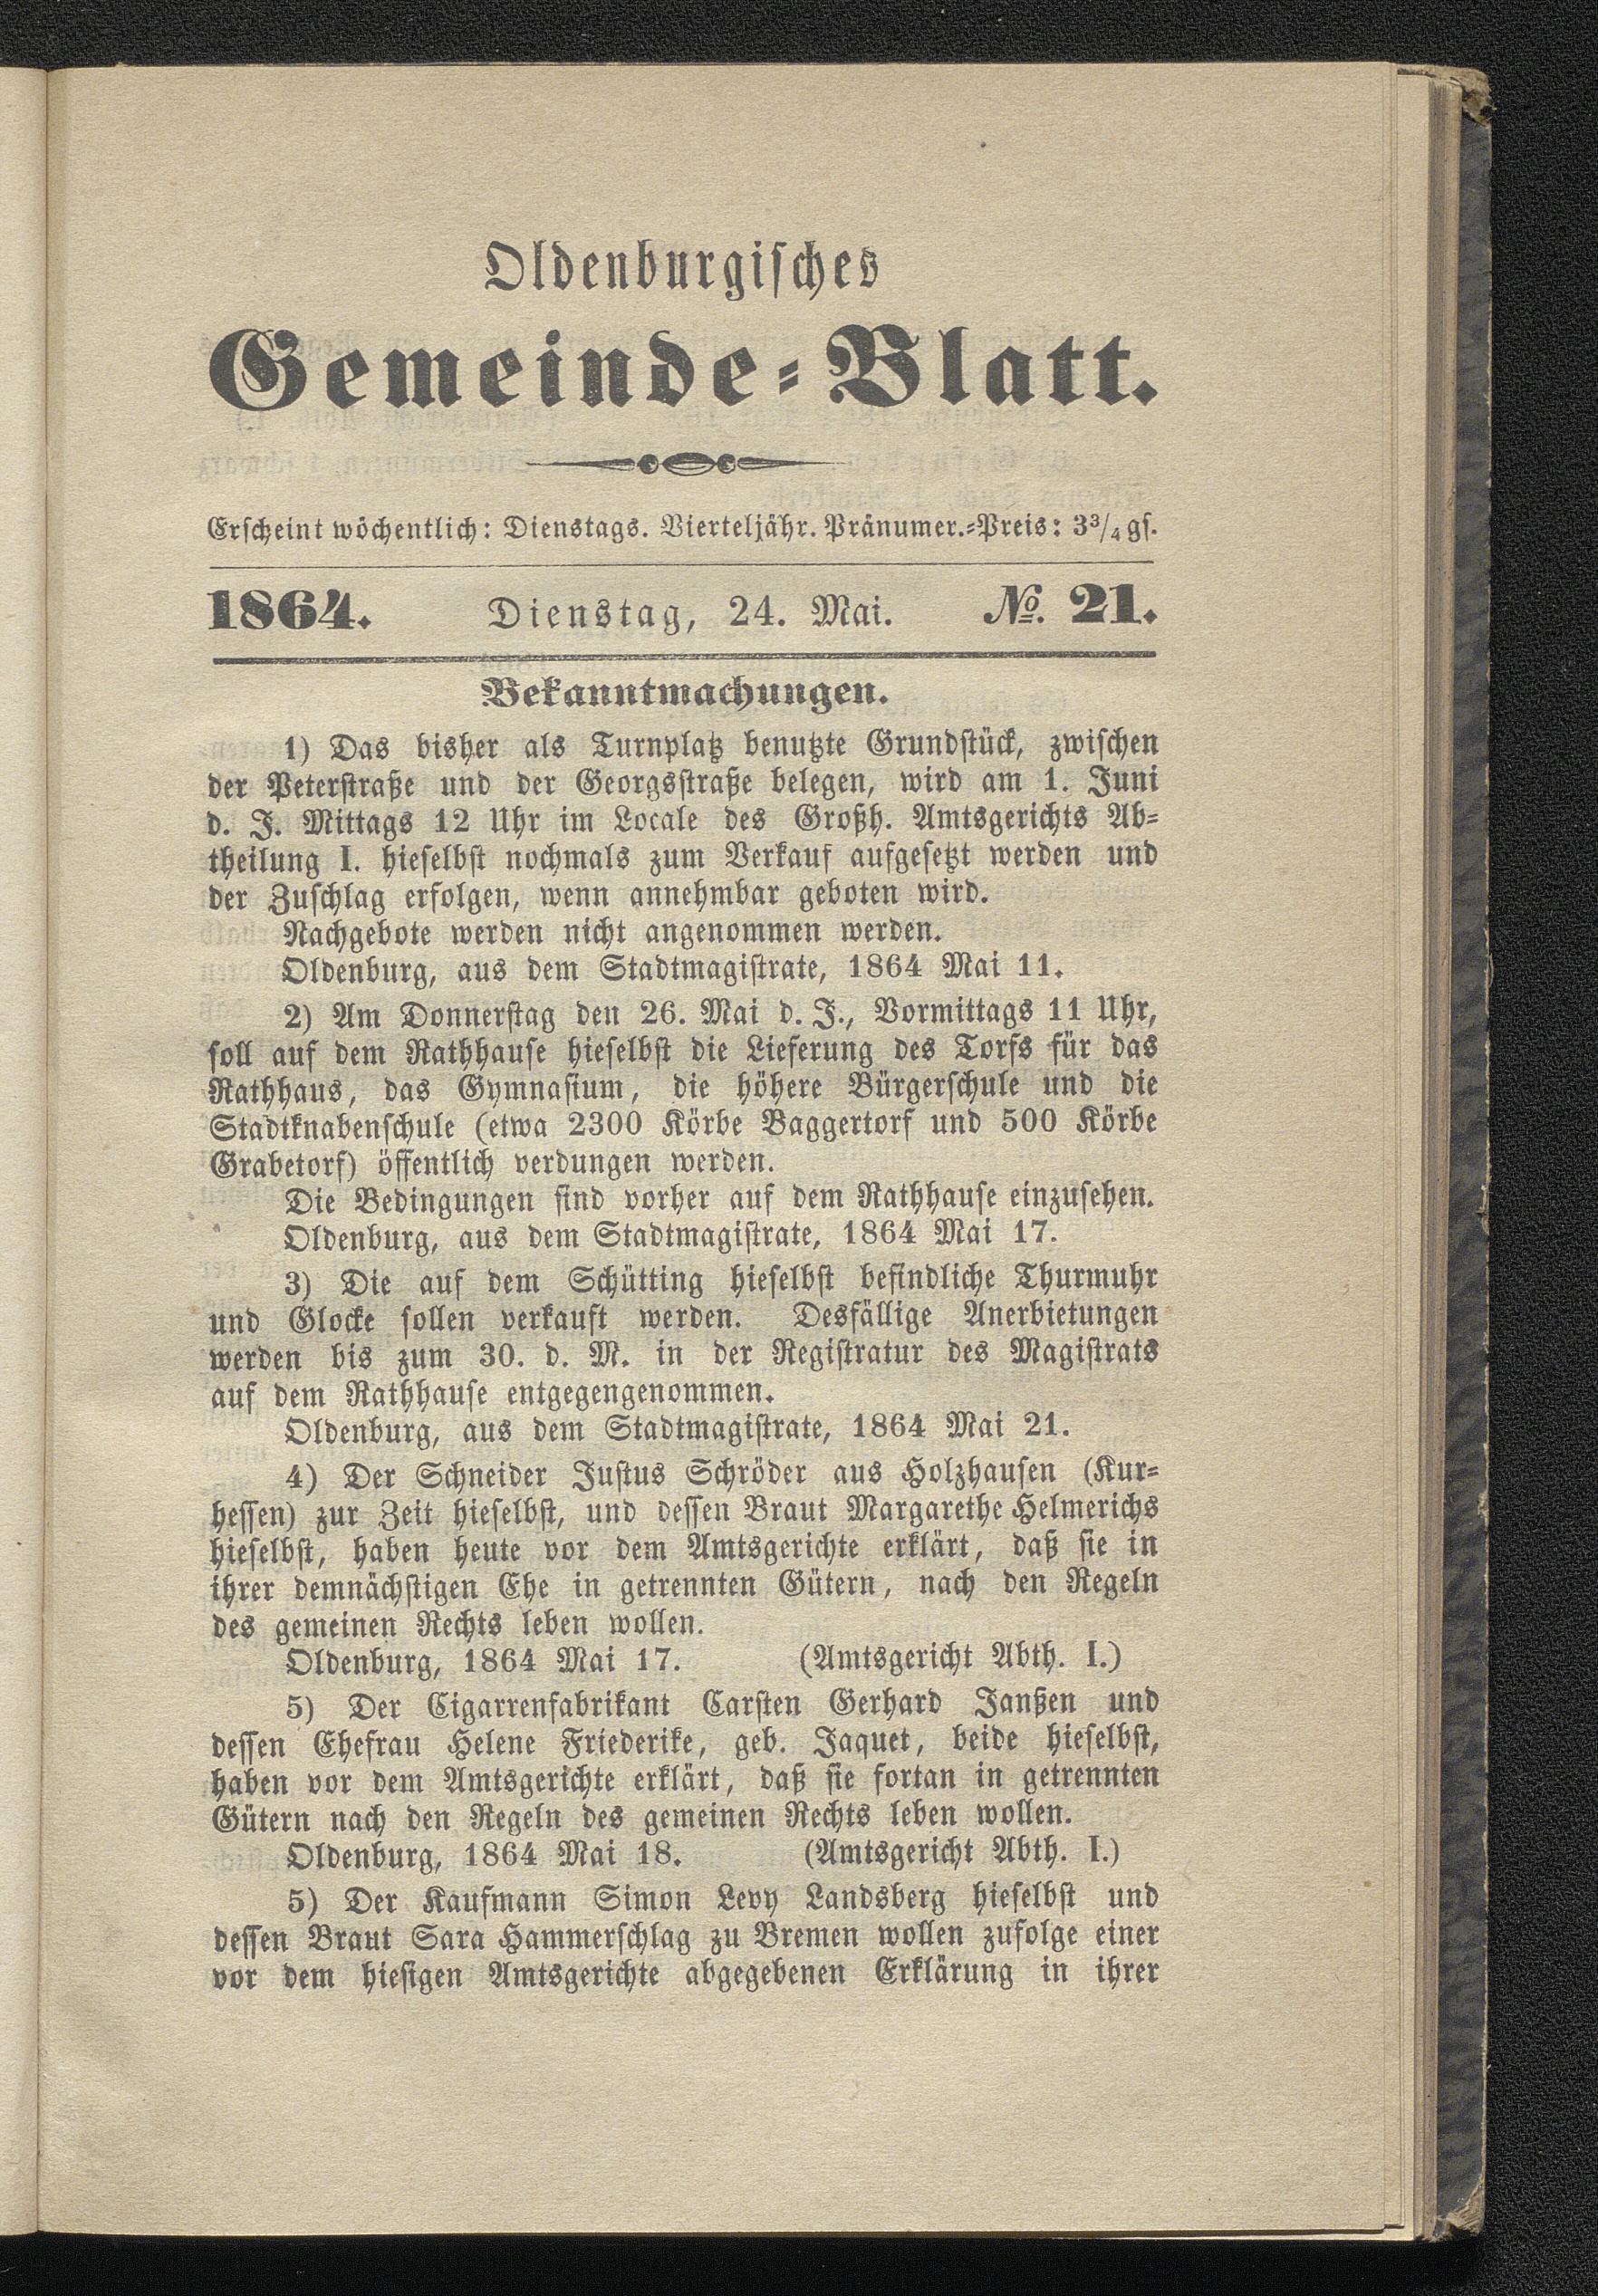 Oldenburgisches
Gemeinde-Blatt.
Erscheint wöchentlich: Dienstags. Vierteljähr. Pränumer.-Preis: 3³/₄ gs.
1864. Dienstag, 24. Mai. No. 21.
Bekanntmachungen.
1) Das bisher als Turnplatz benutzte Grundstück, zwischen
der Peterstraße und der Georgsstraße belegen, wird am 1. Juni
d. J. Mittags 12 Uhr im Locale des Großh. Amtsgerichts Ab-
theilung I. hieselbst nochmals zum Verkauf aufgesetzt werden und
der Zuschlag erfolgen, wenn annehmbar geboten wird.
Nachgebote werden nicht angenommen werden.
Oldenburg, aus dem Stadtmagistrate, 1864 Mai 11.
2) Am Donnerstag den 26. Mai d. J., Vormittags 11 Uhr,
soll auf dem Rathhause hieselbst die Lieferung des Torfs für das
Rathhaus, das Gymnasium, die höhere Bürgerschule und die
Stadtknabenschule (etwa 2300 Körbe Baggertorf und 500 Körbe
Grabetorf) öffentlich verdungen werden.
Die Bedingungen sind vorher auf dem Rathhause einzusehen.
Oldenburg, aus dem Stadtmagistrate, 1864 Mai 17.
3) Die auf dem Schütting hieselbst befindliche Thurmuhr
und Glocke sollen verkauft werden. Desfällige Anerbietungen
werden bis zum 30. d. M. in der Registratur des Magistrats
auf dem Rathhause entgegengenommen.
Oldenburg, aus dem Stadtmagistrate, 1864 Mai 21.
4) Der Schneider Justus Schröder aus Holzhausen (Kur-
hessen) zur Zeit hieselbst, und dessen Braut Margarethe Helmerichs
hieselbst, haben heute vor dem Amtsgerichte erklärt, daß sie in
ihrer demnächstigen Ehe in getrennten Gütern, nach den Regeln
des gemeinen Rechts leben wollen.
Oldenburg, 1864 Mai 17. (Amtsgericht Abth. I.)
5) Der Cigarrenfabrikant Carsten Gerhard Janßen und
dessen Ehefrau Helene Friederike, geb. Jaquet, beide hieselbst,
haben vor dem Amtsgerichte erklärt, daß sie fortan in getrennten
Gütern nach den Regeln des gemeinen Rechts leben wollen.
Oldenburg, 1864 Mai 18. (Amtsgericht Abth. I.)
5) Der Kaufmann Simon Levy Landsberg hieselbst und
dessen Braut Sara Hammerschlag zu Bremen wollen zufolge einer
vor dem hiesigen Amtsgerichte abgegebenen Erklärung in ihrer